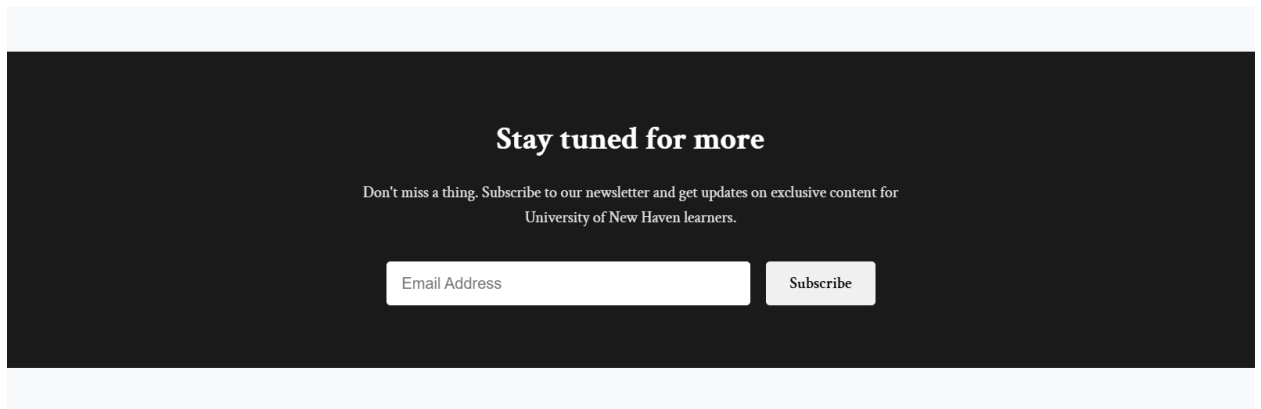 Stay tuned for more
Don't miss a thing. Subscribe to our newsletter and get updates on exclusive content for
University of New Haven learners.
Email Address
Subscribe